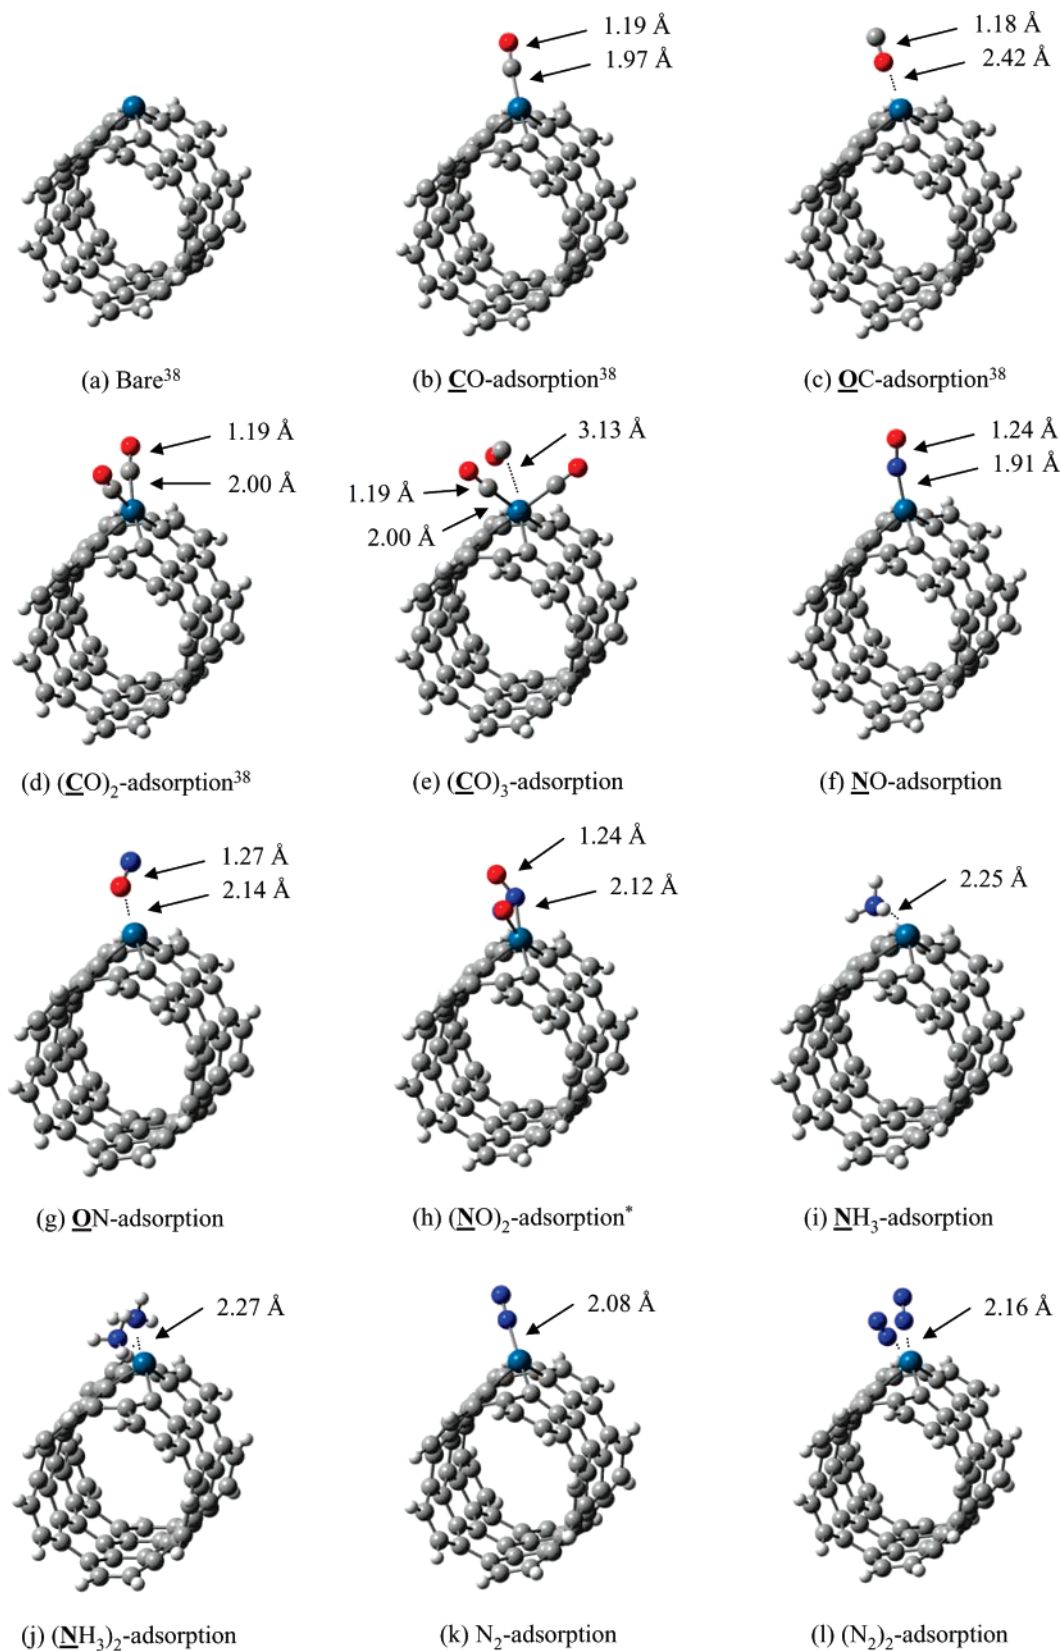 1.19 Å
1.97 Å
1.18 Å
2.42 Å
(a) Bare³⁸
(b) CO-adsorption³⁸
(c) OC-adsorption³⁸
1.19 Å
2.00 Å
3.13 Å
1.19 Å
2.00 Å
1.24 Å
1.91 Å
(d) (CO)₂-adsorption³⁸
(e) (CO)₃-adsorption
(f) NO-adsorption
1.27 Å
2.14 Å
1.24 Å
2.12 Å
2.25 Å
(g) ON-adsorption
(h) (NO)₂-adsorption*
(i) NH₃-adsorption
2.27 Å
2.08 Å
2.16 Å
(j) (NH₃)₂-adsorption
(k) N₂-adsorption
(l) (N₂)₂-adsorption